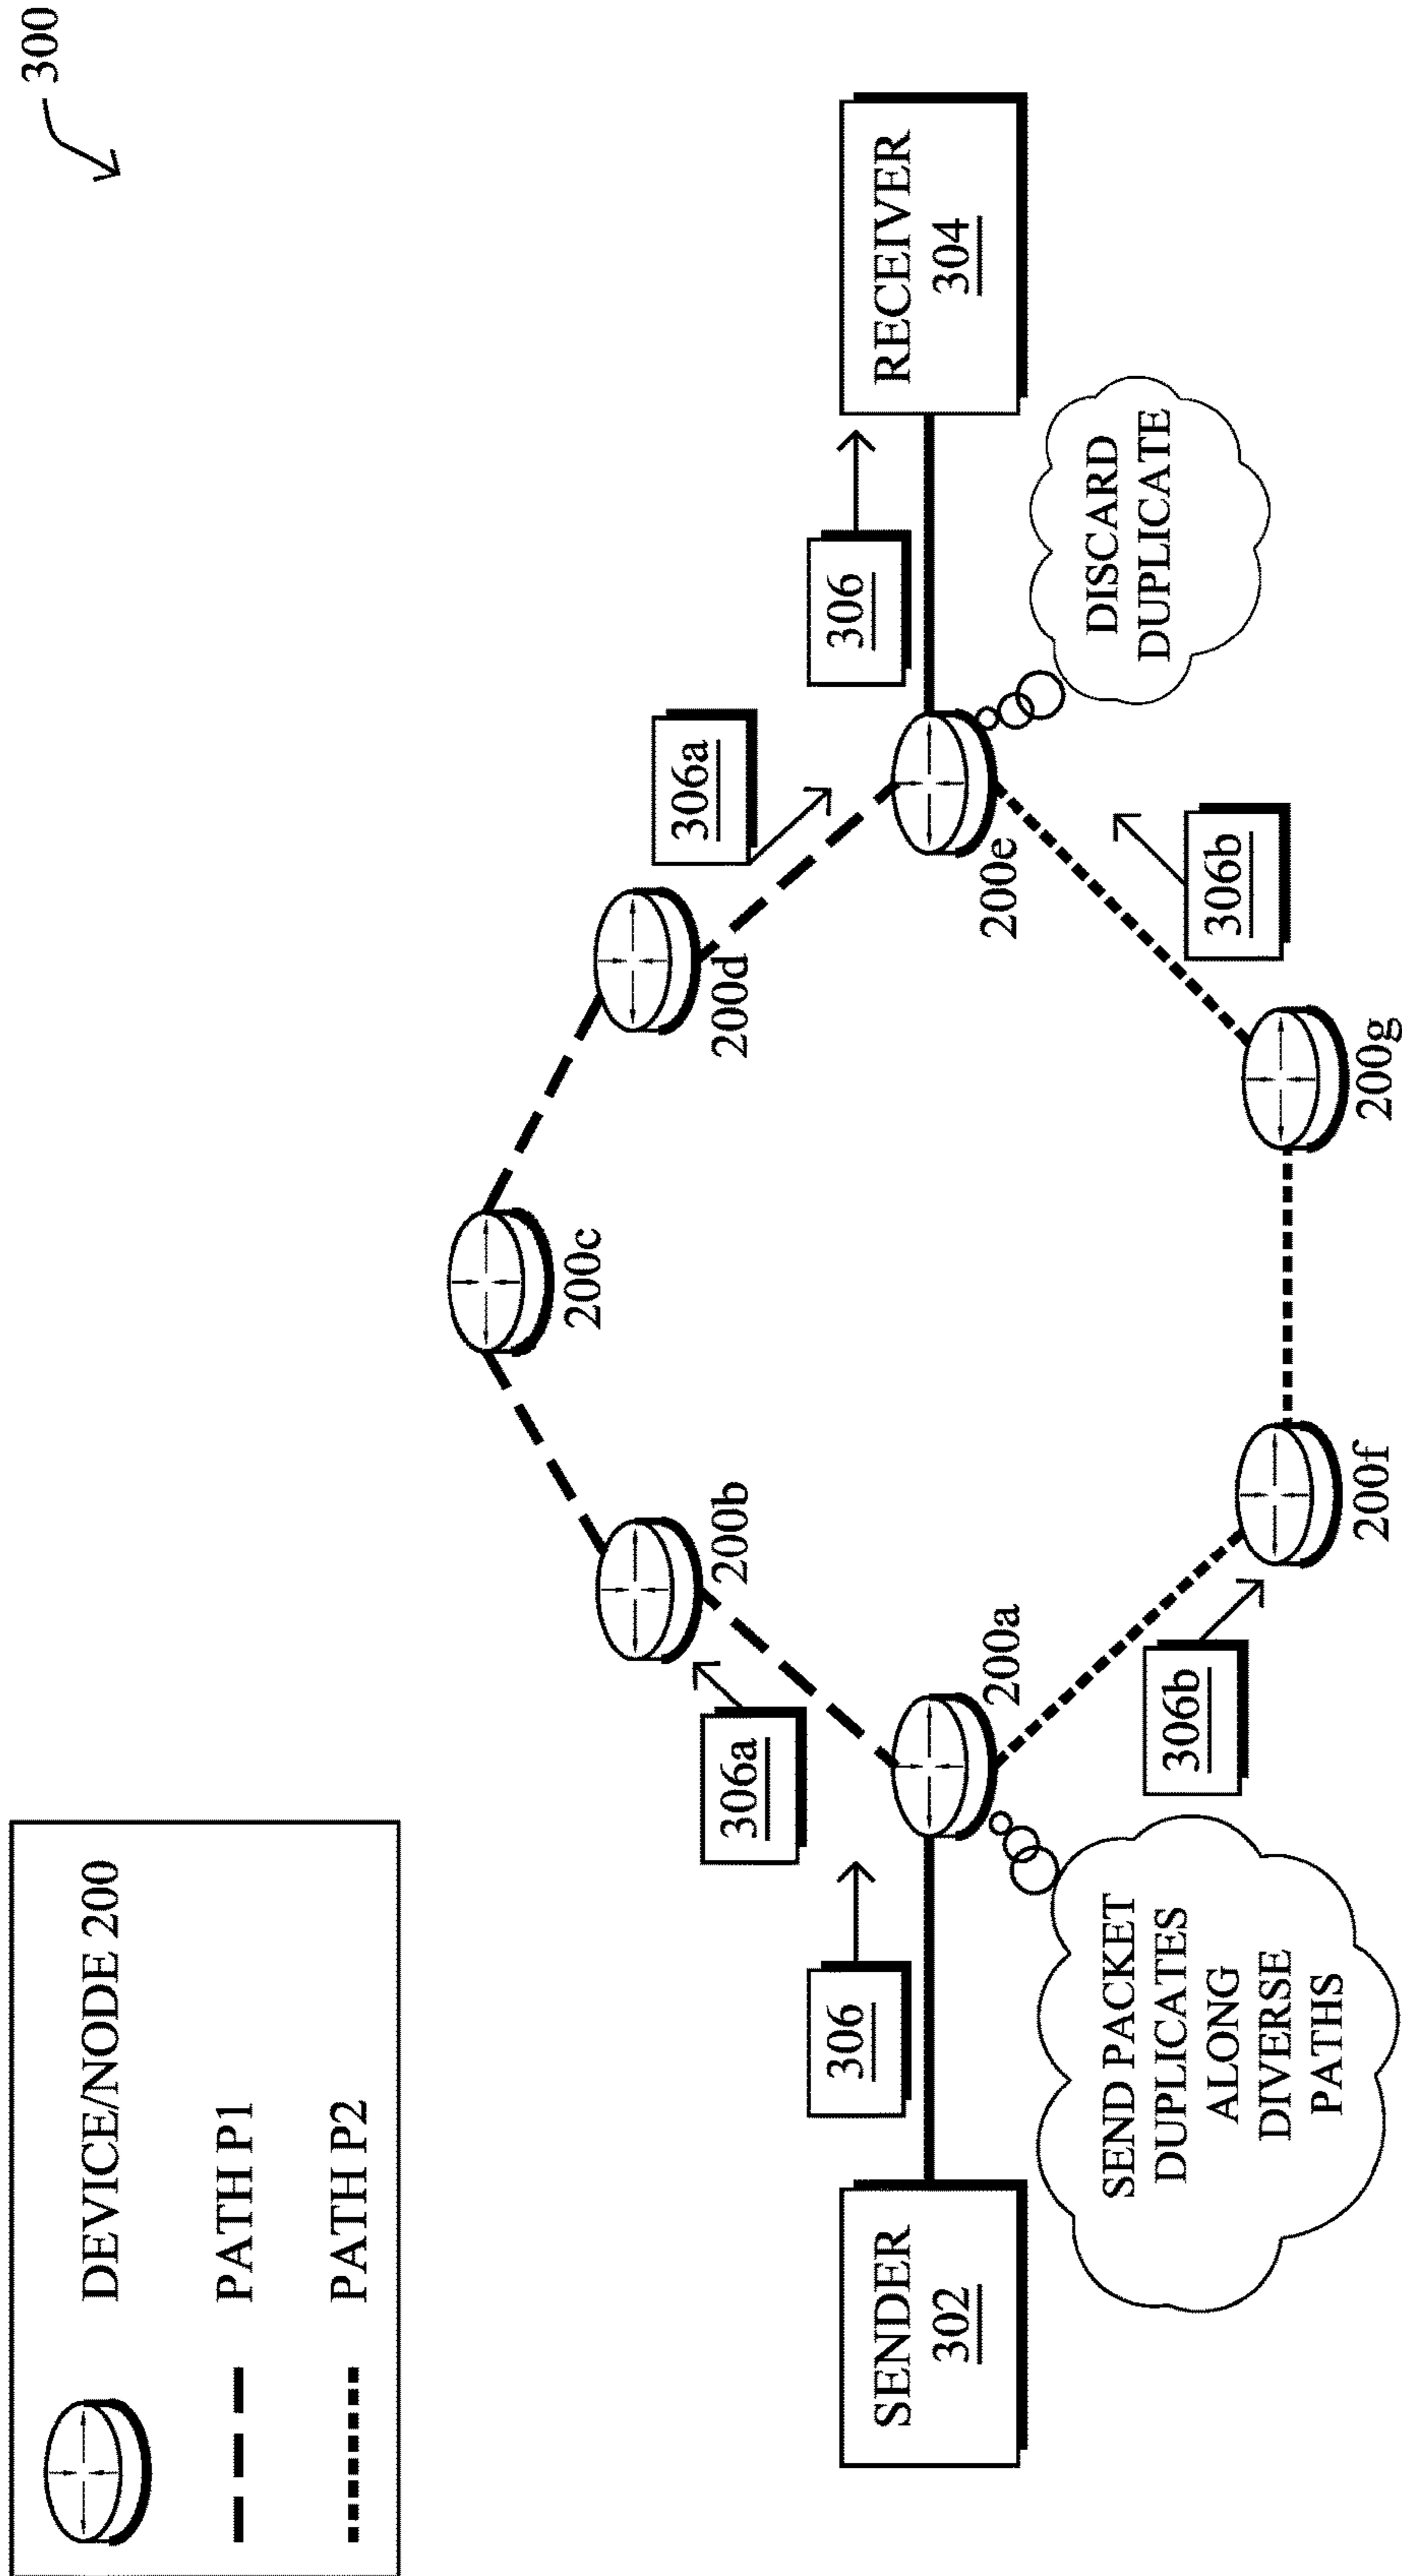 300
DEVICE/NODE 200
PATH P1
PATH P2
200c
200b
200d
306a
306a
306
306
SENDER
302
200a
200e
RECEIVER
304
SEND PACKET
DUPLICATES
ALONG
DIVERSE
PATHS
DISCARD
DUPLICATE
306b
306b
200f
200g